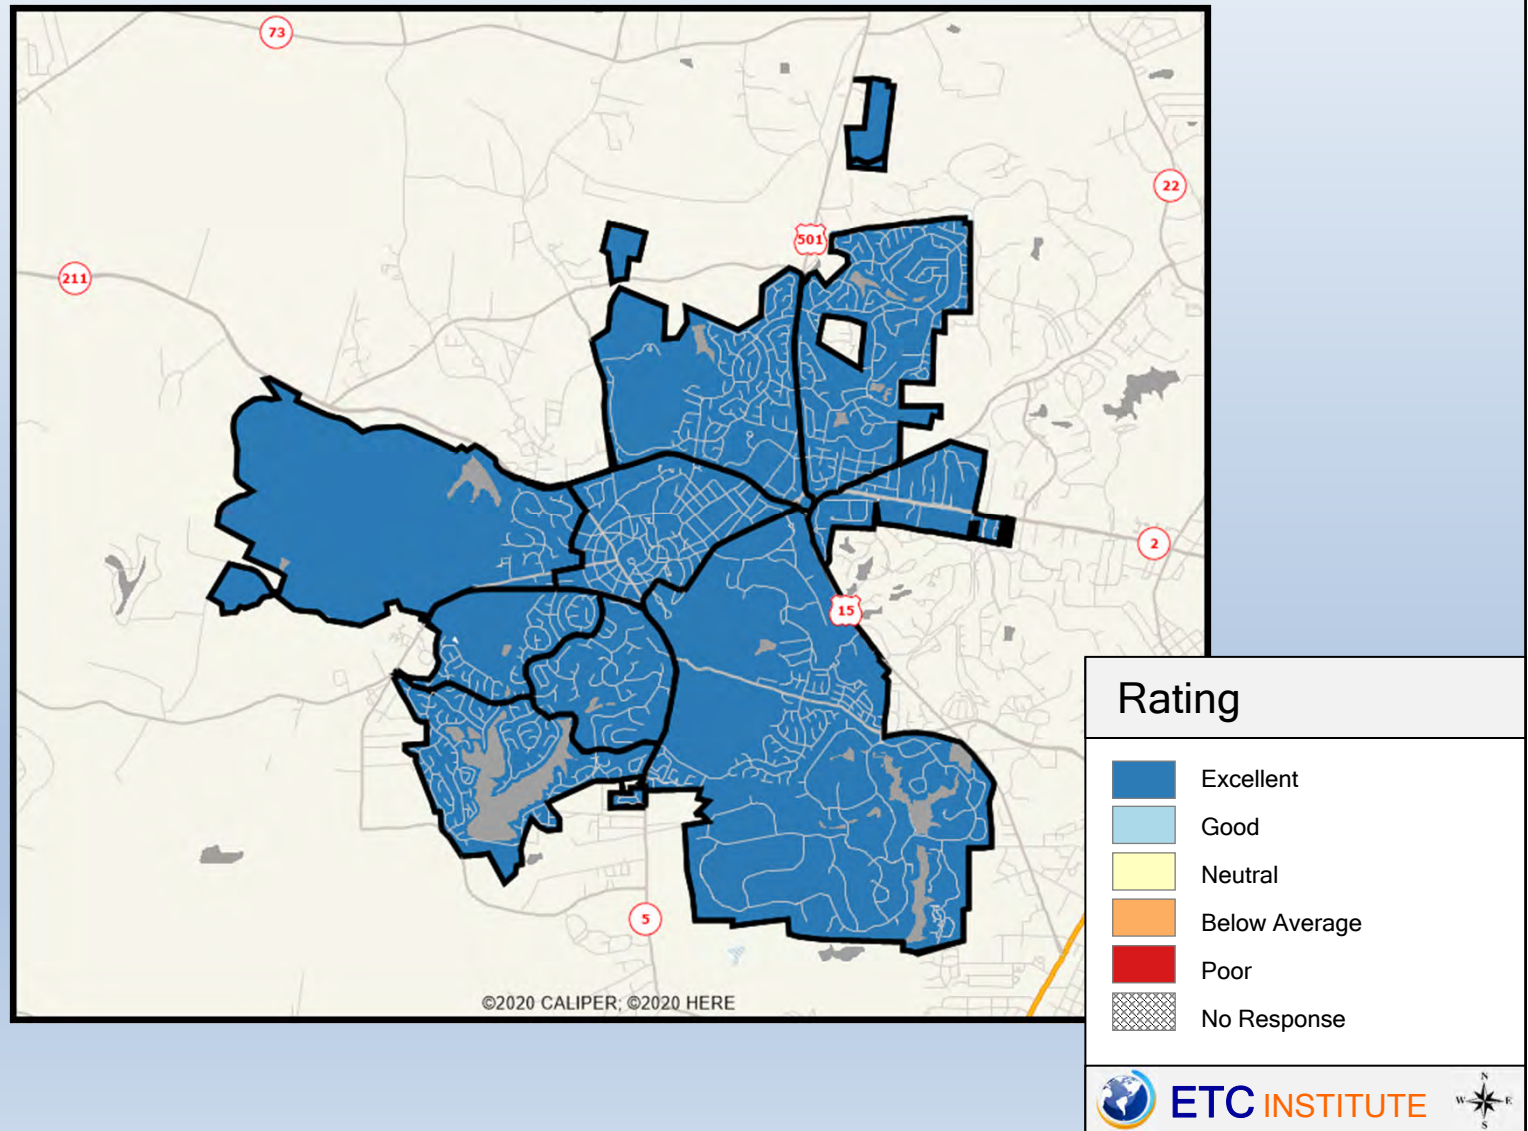 73
22
501
211
2
15
5
©2020 CALIPER; ©2020 HERE
Rating
Excellent
Good
Neutral
Below Average
Poor
No Response
ETC INSTITUTE
N
W E
S